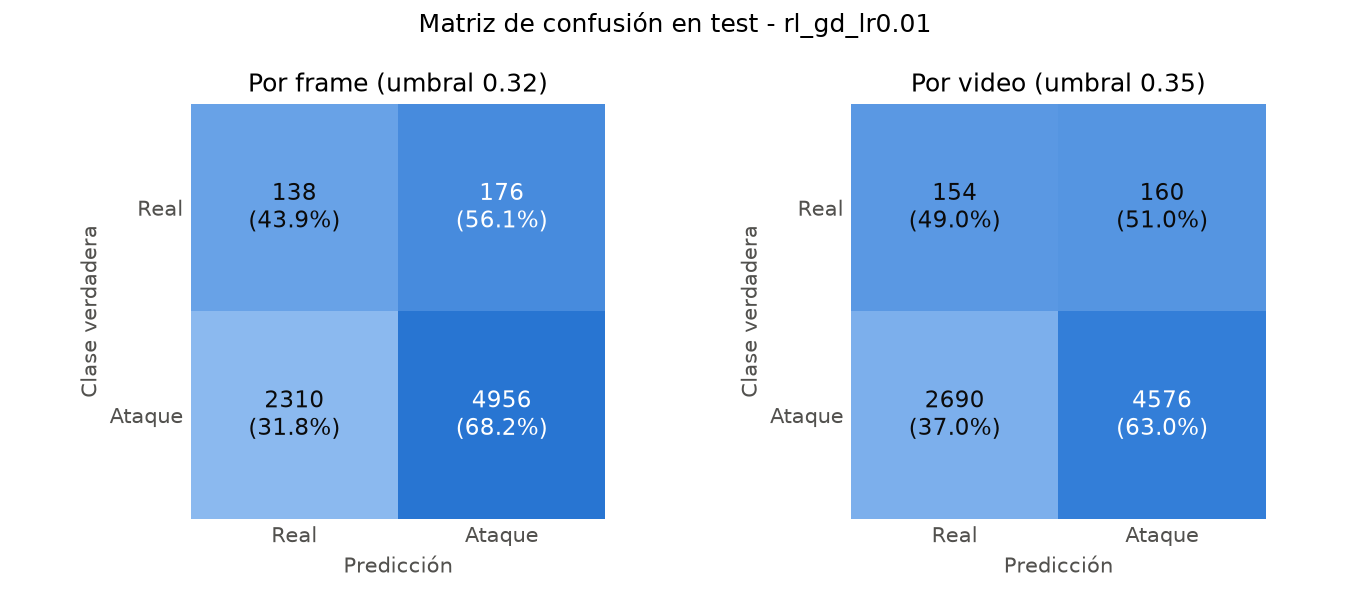 Matriz de confusión en test - rl_gd_lr0.01
Por frame (umbral 0.32)
Clase verdadera
Real
138
(43.9%)
176
(56.1%)
Ataque
2310
(31.8%)
4956
(68.2%)
Real
Ataque
Predicción
Por video (umbral 0.35)
Clase verdadera
Real
154
(49.0%)
160
(51.0%)
Ataque
2690
(37.0%)
4576
(63.0%)
Real
Ataque
Predicción